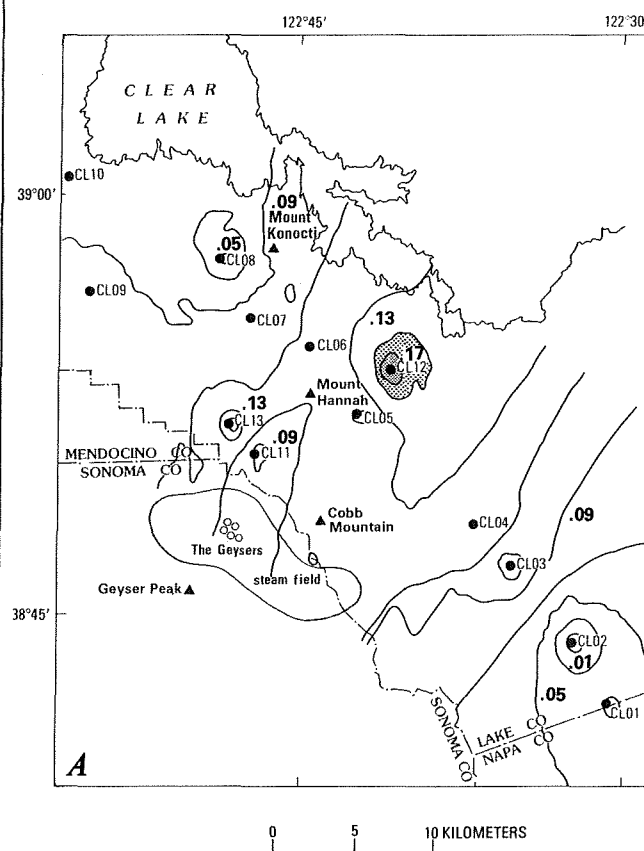 122°45'
122°30'
CLEAR
LAKE
CL10
39°00'
.09
Mount
Konocti
.05
CL08
CL09
CL07
.13
CL06
.17
CL12
Mount
Hannah
.13
CL13
CL05
.09
CL11
MENDOCINO CO
SONOMA CO
Cobb
Mountain
CL04
.09
The Geysers
steam field
CL03
Geyser Peak
38°45'
CL02
.01
.05
CL01
SONOMA CO
LAKE CO
NAPA CO
A
0 5 10 KILOMETERS